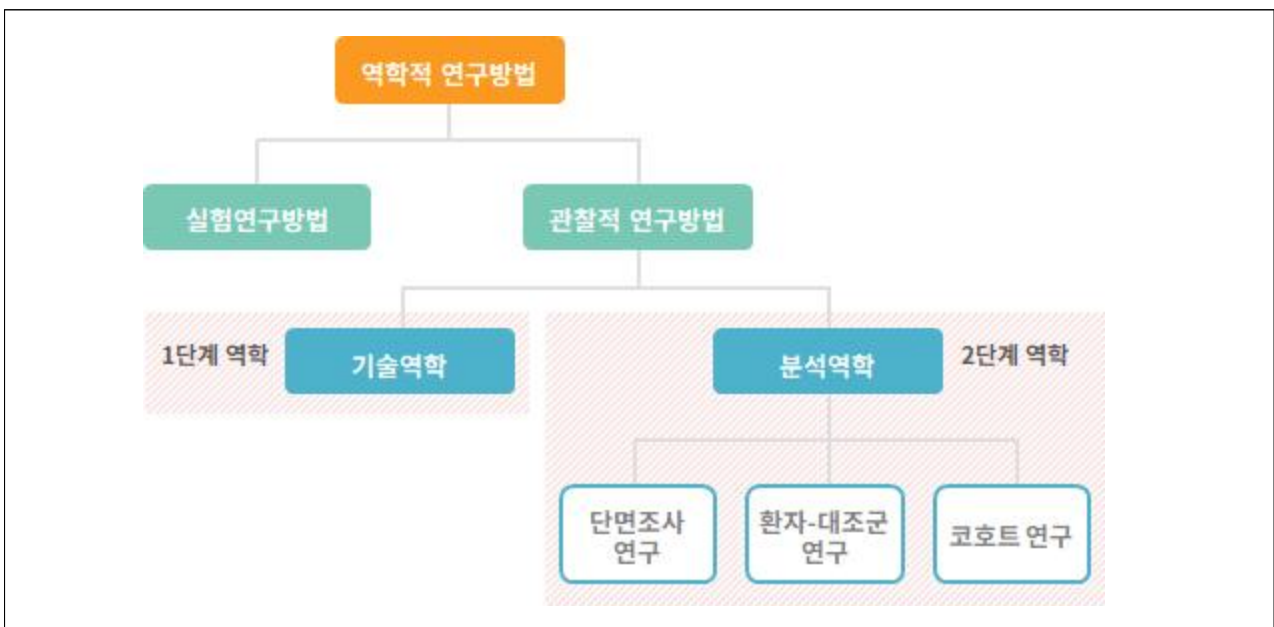 역학적 연구방법
실험연구방법
관찰적 연구방법
1단계 역학
기술역학
분석역학
2단계 역학
단면조사
연구
환자-대조군
연구
코호트 연구